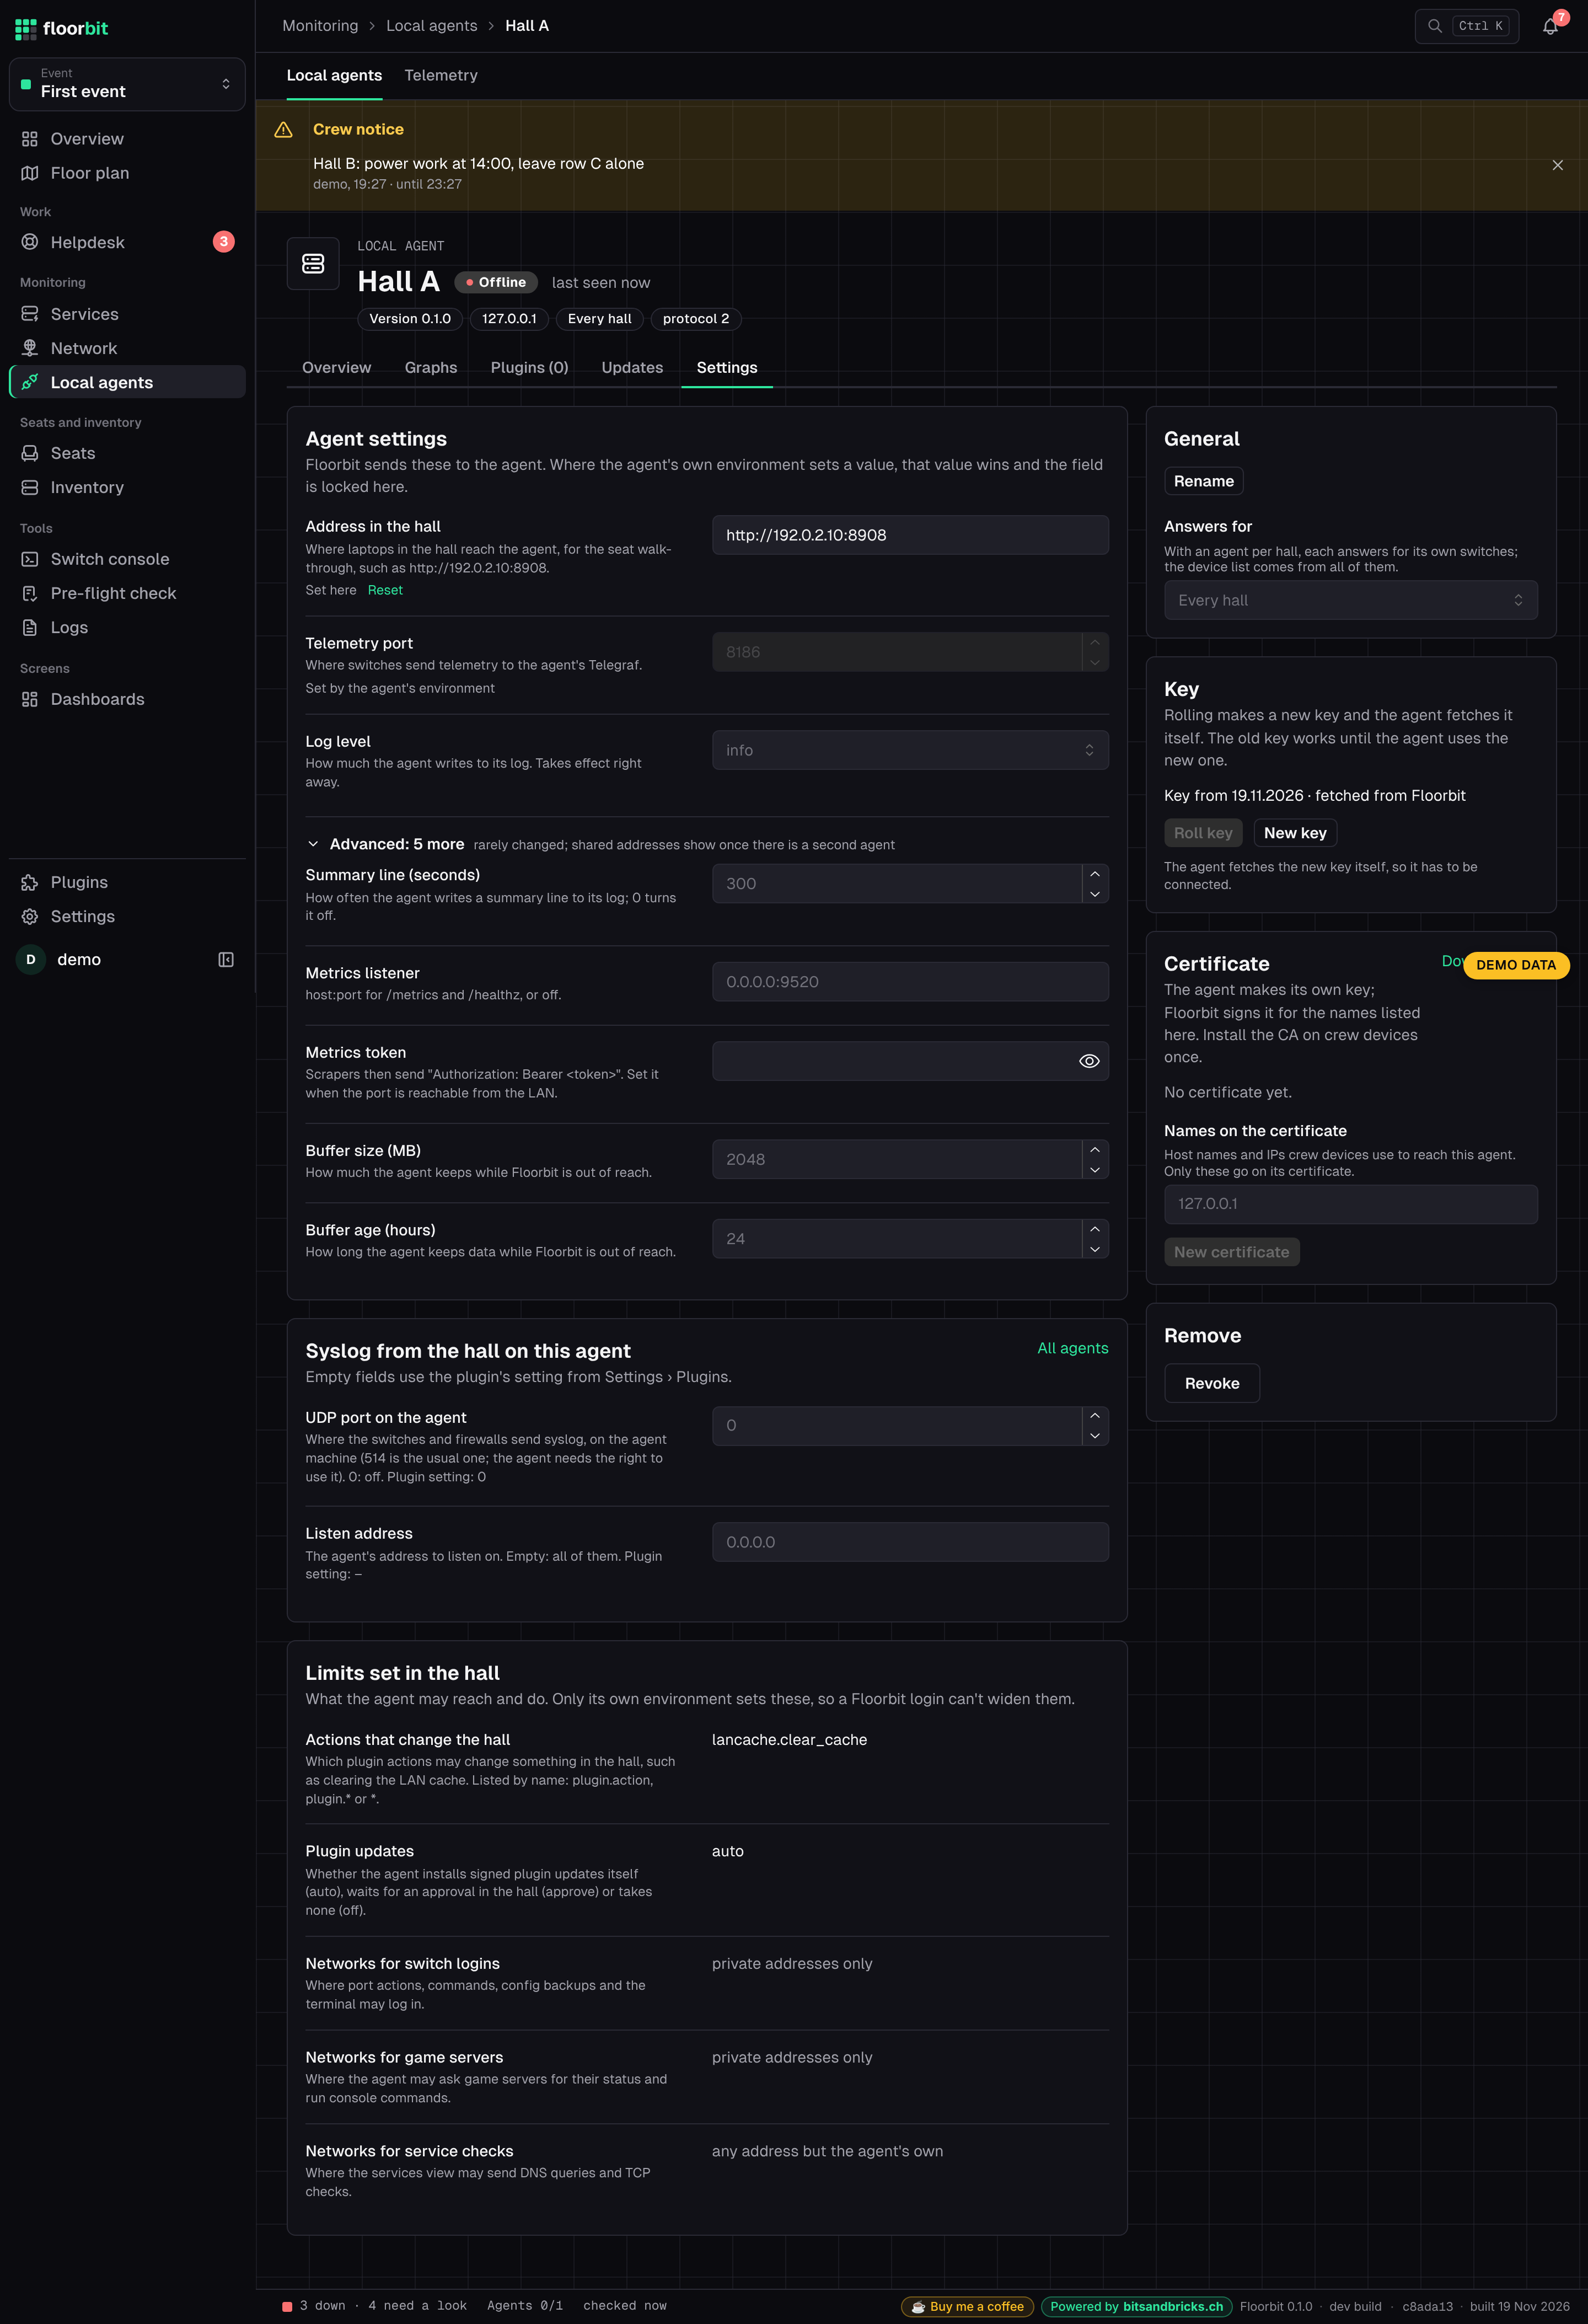 floorbit
Event
First event
Overview
Floor plan
Work
Helpdesk
3
Monitoring
Services
Network
Local agents
Seats and inventory
Seats
Inventory
Tools
Switch console
Pre-flight check
Logs
Screens
Dashboards
Plugins
Settings
D
demo
Monitoring
Local agents
Hall A
Ctrl K
7
Local agents
Telemetry
Crew notice
Hall B: power work at 14:00, leave row C alone
demo, 19:27 · until 23:27
LOCAL AGENT
Hall A
Offline
last seen now
Version 0.1.0
127.0.0.1
Every hall
protocol 2
Overview
Graphs
Plugins (0)
Updates
Settings
Agent settings
Floorbit sends these to the agent. Where the agent's own environment sets a value, that value wins and the field
is locked here.
Address in the hall
Where laptops in the hall reach the agent, for the seat walk-
through, such as http://192.0.2.10:8908.
Set here Reset
http://192.0.2.10:8908
Telemetry port
Where switches send telemetry to the agent's Telegraf.
Set by the agent's environment
8186
Log level
How much the agent writes to its log. Takes effect right
away.
info
Advanced: 5 more rarely changed; shared addresses show once there is a second agent
Summary line (seconds)
How often the agent writes a summary line to its log; 0 turns
it off.
300
Metrics listener
host:port for /metrics and /healthz, or off.
0.0.0.0:9520
Metrics token
Scrapers then send "Authorization: Bearer <token>". Set it
when the port is reachable from the LAN.
Buffer size (MB)
How much the agent keeps while Floorbit is out of reach.
2048
Buffer age (hours)
How long the agent keeps data while Floorbit is out of reach.
24
Syslog from the hall on this agent
All agents
Empty fields use the plugin's setting from Settings › Plugins.
UDP port on the agent
Where the switches and firewalls send syslog, on the agent
machine (514 is the usual one; the agent needs the right to
use it). 0: off. Plugin setting: 0
0
Listen address
The agent's address to listen on. Empty: all of them. Plugin
setting: –
0.0.0.0
Limits set in the hall
What the agent may reach and do. Only its own environment sets these, so a Floorbit login can't widen them.
Actions that change the hall
Which plugin actions may change something in the hall, such
as clearing the LAN cache. Listed by name: plugin.action,
plugin.* or *.
lancache.clear_cache
Plugin updates
Whether the agent installs signed plugin updates itself
(auto), waits for an approval in the hall (approve) or takes
none (off).
auto
Networks for switch logins
Where port actions, commands, config backups and the
terminal may log in.
private addresses only
Networks for game servers
Where the agent may ask game servers for their status and
run console commands.
private addresses only
Networks for service checks
Where the services view may send DNS queries and TCP
checks.
any address but the agent's own
General
Rename
Answers for
With an agent per hall, each answers for its own switches;
the device list comes from all of them.
Every hall
Key
Rolling makes a new key and the agent fetches it
itself. The old key works until the agent uses the
new one.
Key from 19.11.2026 · fetched from Floorbit
Roll key
New key
The agent fetches the new key itself, so it has to be
connected.
Certificate
DEMO DATA
The agent makes its own key;
Floorbit signs it for the names listed
here. Install the CA on crew devices
once.
No certificate yet.
Names on the certificate
Host names and IPs crew devices use to reach this agent.
Only these go on its certificate.
127.0.0.1
New certificate
Remove
Revoke
3 down · 4 need a look
Agents 0/1
checked now
Buy me a coffee
Powered by bitsandbricks.ch
Floorbit 0.1.0 · dev build · c8ada13 · built 19 Nov 2026